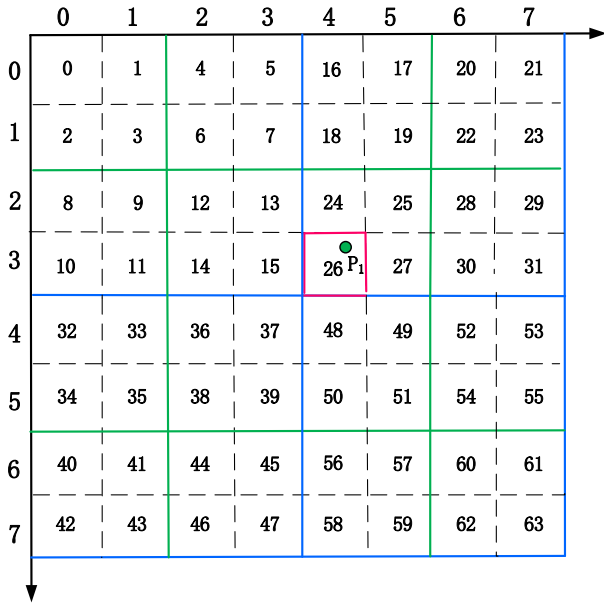 0 1 2 3 4 5 6 7
0 0 1 4 5 16 17 20 21
1 2 3 6 7 18 19 22 23
2 8 9 12 13 24 25 28 29
3 10 11 14 15 26 P₁ 27 30 31
4 32 33 36 37 48 49 52 53
5 34 35 38 39 50 51 54 55
6 40 41 44 45 56 57 60 61
7 42 43 46 47 58 59 62 63